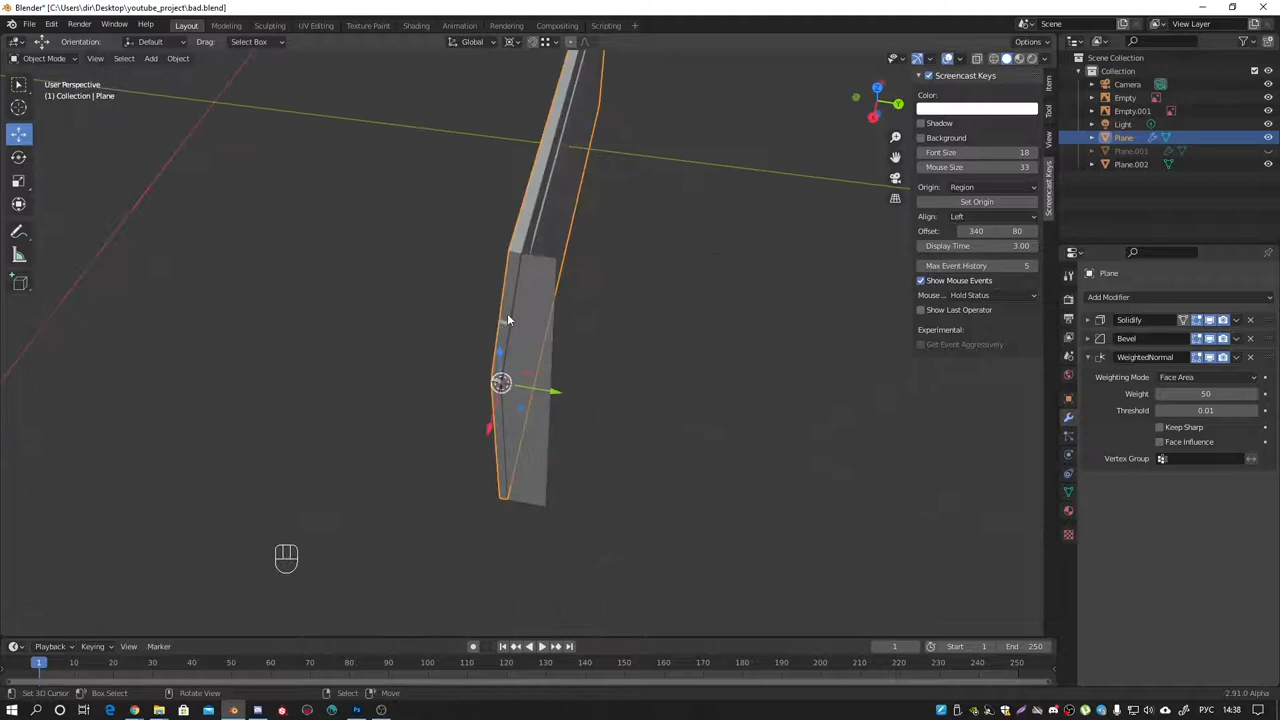 Blender* [C:\Users\dir\Desktop\youtube_project\bad.blend]
File Edit Render Window Help Layout Modeling Sculpting UV Editing Texture Paint Shading Animation Rendering Compositing Scripting Scene View Layer
Orientation: Default Drag: Select Box Global Options
Object Mode View Select Add Object
User Perspective
(1) Collection | Plane
Screencast Keys
Color:
Shadow
Background
Font Size 18
Mouse Size 33
Origin: Region
Set Origin
Align: Left
Offset: 340 80
Display Time 3.00
Max Event History 5
Show Mouse Events
Mouse... Hold Status
Show Last Operator
Experimental:
Get Event Aggressively
Item
Tool
View
Screencast Keys
Z
Y
X
Scene Collection
Collection
Camera
Empty
Empty.001
Light
Plane
Plane.001
Plane.002
Plane
Add Modifier
Solidify
Bevel
WeightedNormal
Weighting Mode Face Area
Weight 50
Threshold 0.01
Keep Sharp
Face Influence
Vertex Group
Playback Keying View Marker 1 Start 1 End 250
1 10 20 30 40 50 60 70 80 90 100 110 120 130 140 150 160 170 180 190 200 210 220 230 240 250
Set 3D Cursor Box Select Rotate View Select Move 2.91.0 Alpha
РУС 14:38